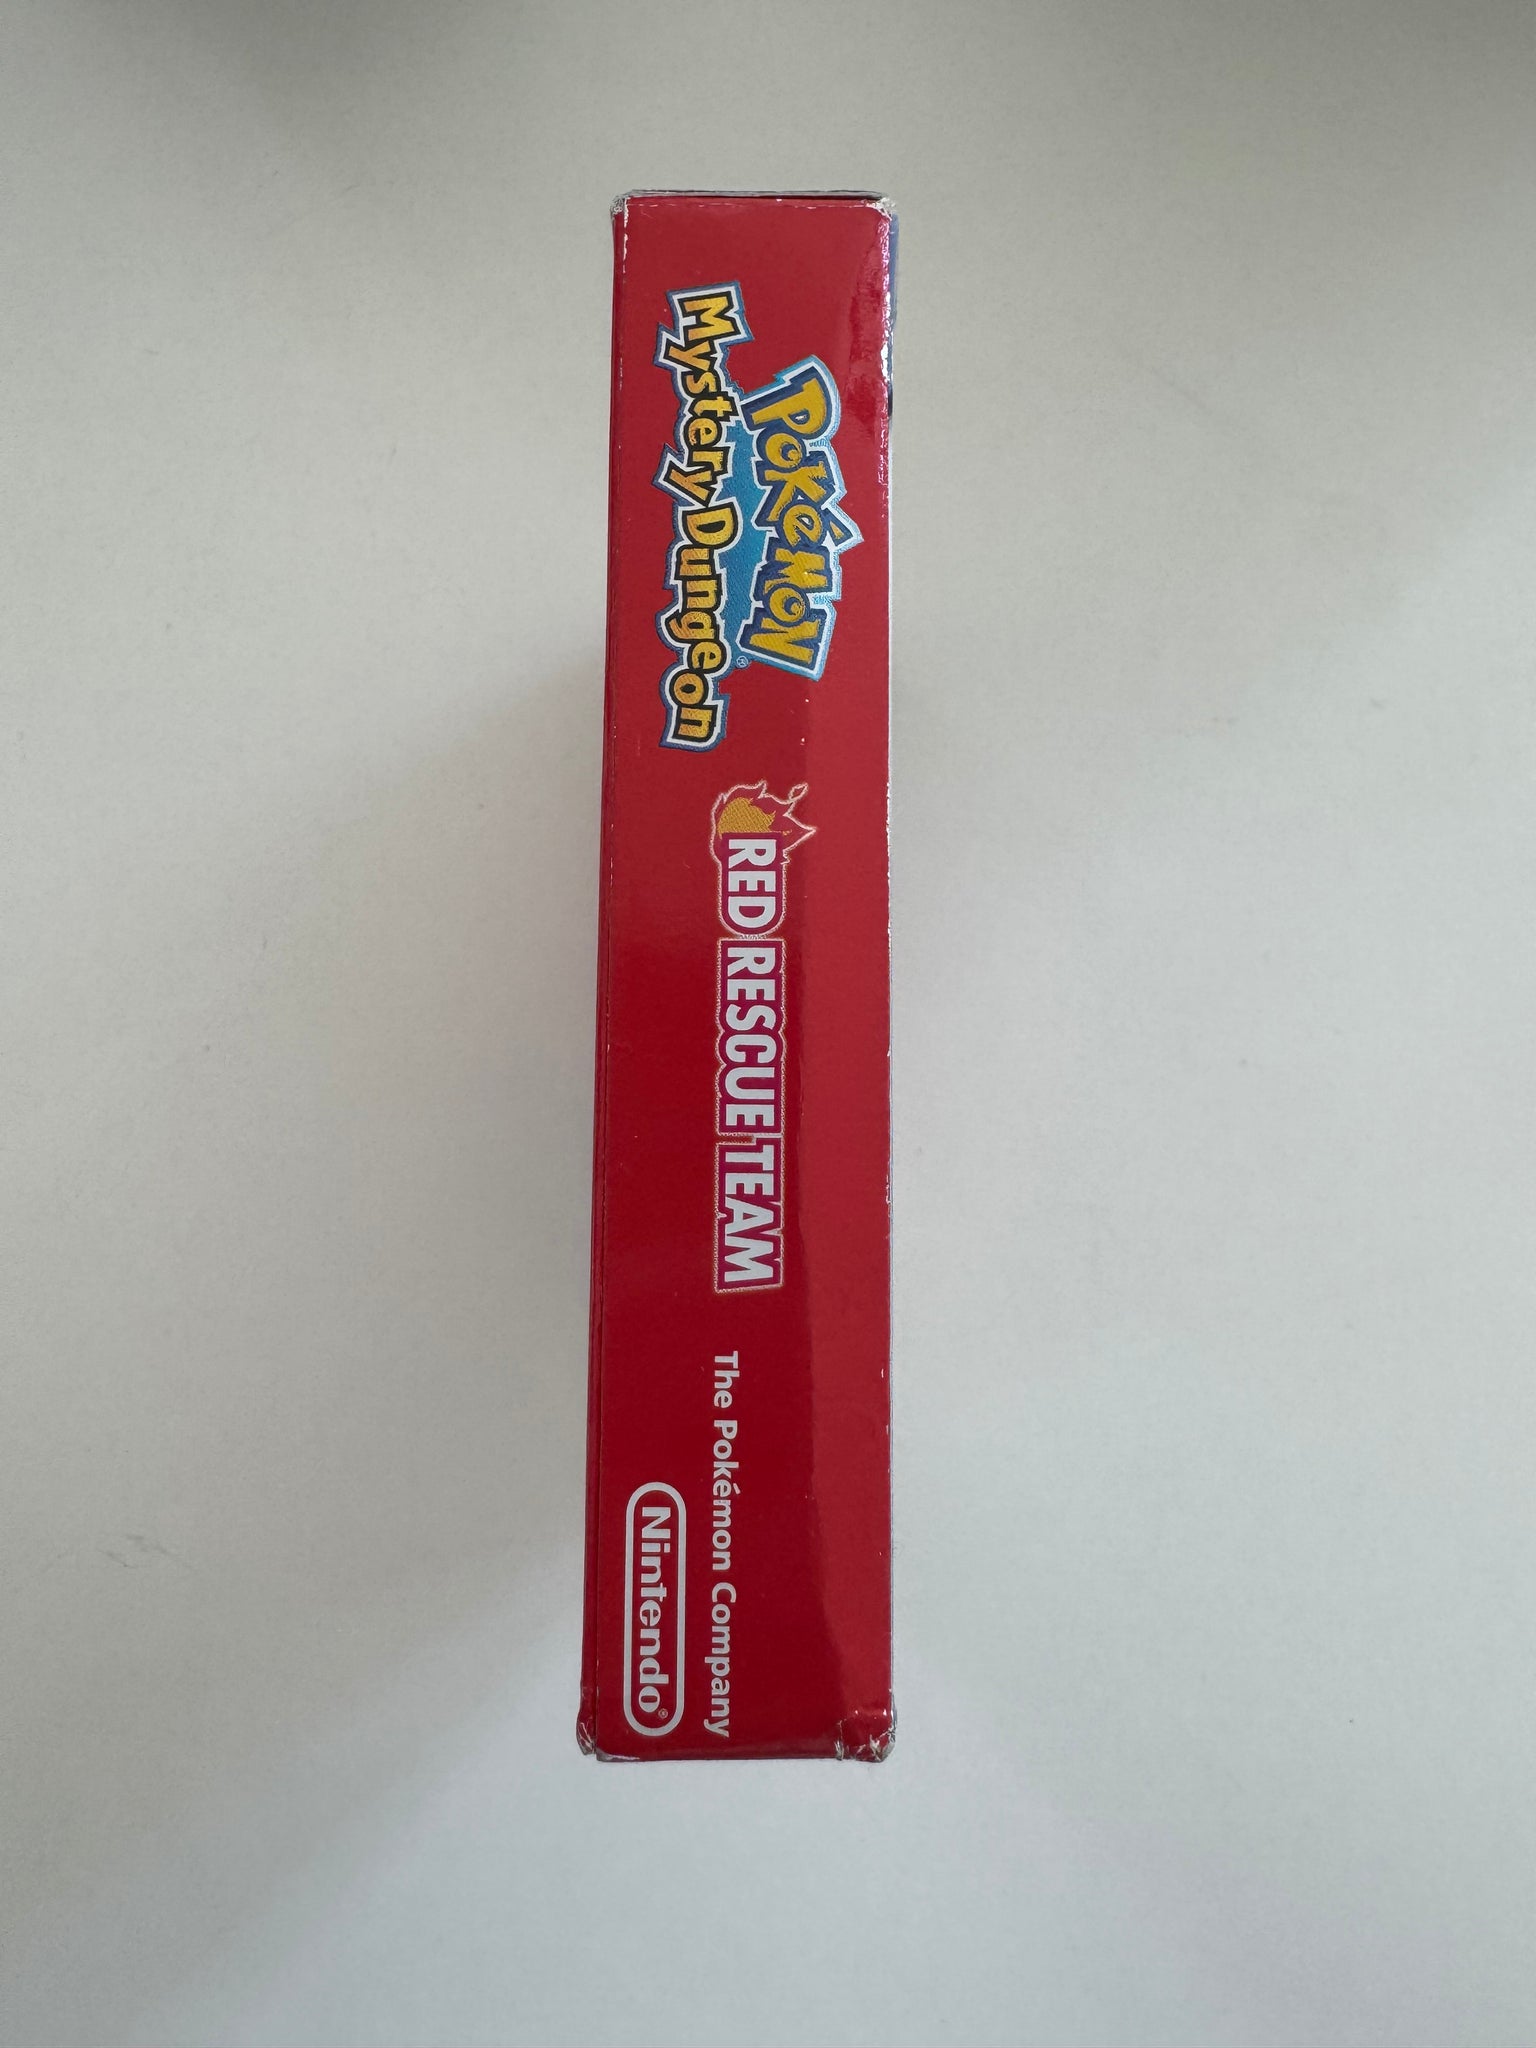 Pokémon
Mystery Dungeon
RED RESCUE TEAM
The Pokémon Company
Nintendo®